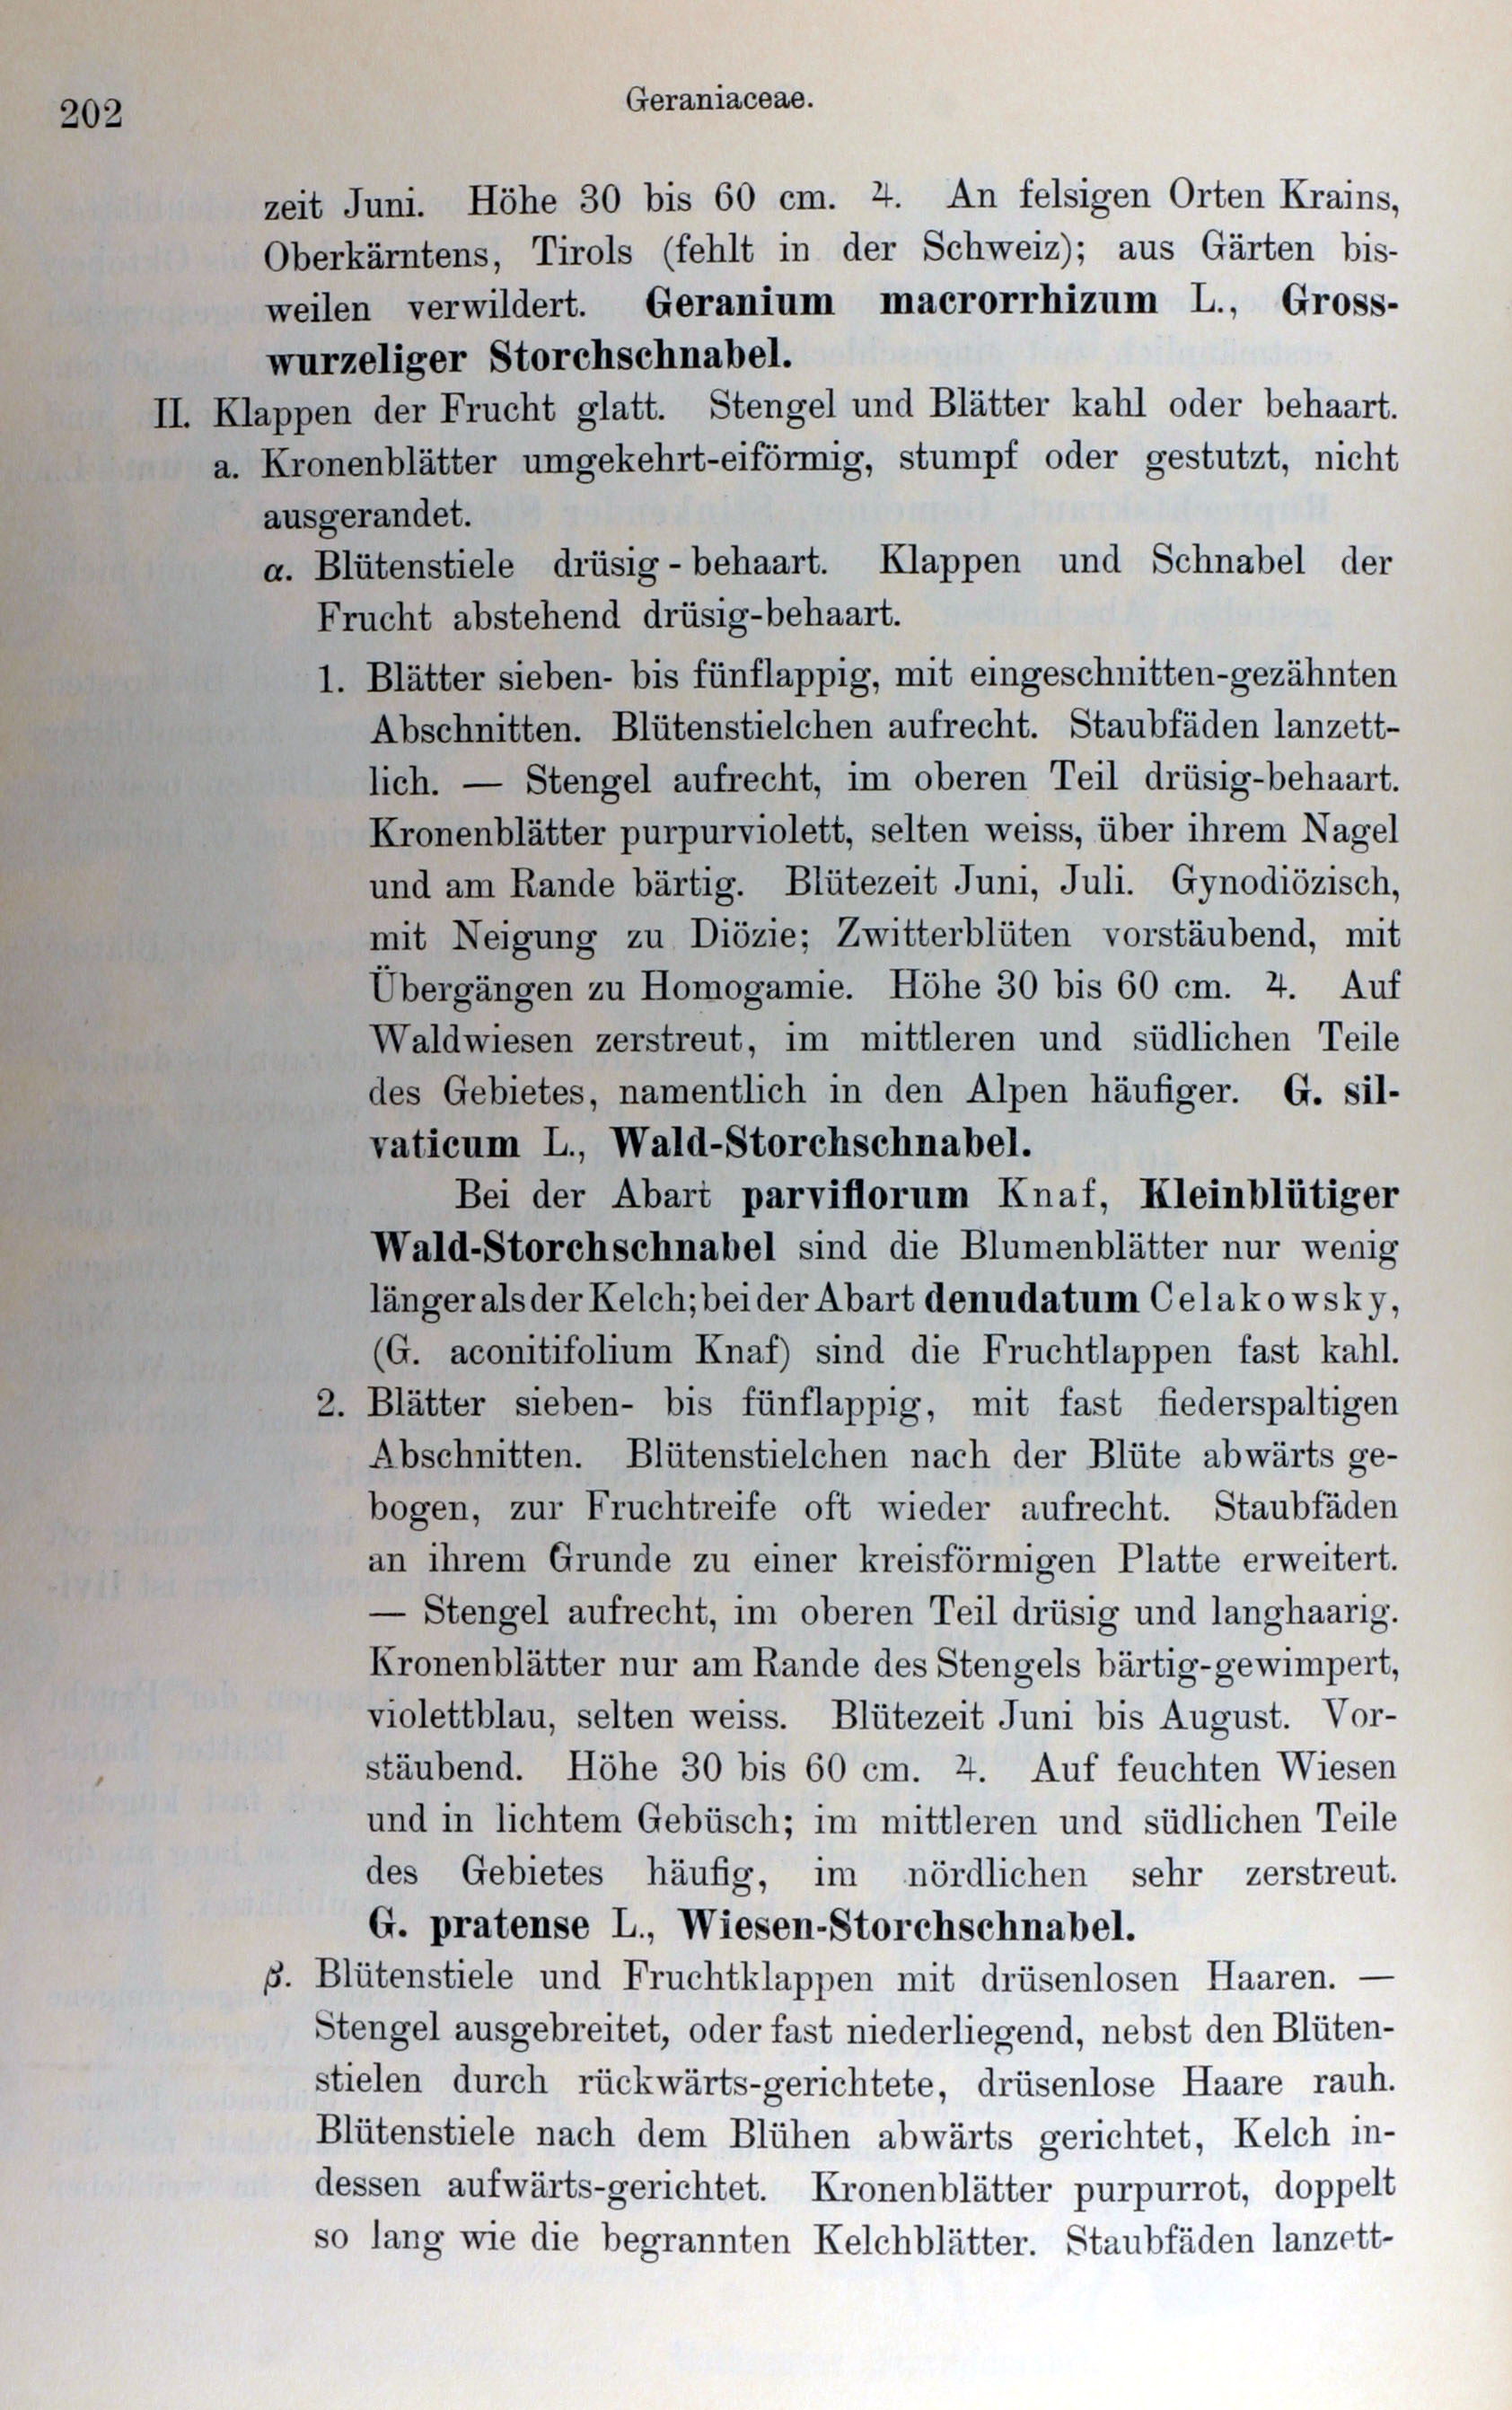 202
Geraniaceae.
zeit Juni. Höhe 30 bis 60 cm. ♃. An felsigen Orten Krains,
Oberkärntens, Tirols (fehlt in der Schweiz); aus Gärten bis-
weilen verwildert. Geranium macrorrhizum L., Gross-
wurzeliger Storchschnabel.
II. Klappen der Frucht glatt. Stengel und Blätter kahl oder behaart.
a. Kronenblätter umgekehrt-eiförmig, stumpf oder gestutzt, nicht
ausgerandet.
α. Blütenstiele drüsig-behaart. Klappen und Schnabel der
Frucht abstehend drüsig-behaart.
1. Blätter sieben- bis fünflappig, mit eingeschnitten-gezähnten
Abschnitten. Blütenstielchen aufrecht. Staubfäden lanzett-
lich. — Stengel aufrecht, im oberen Teil drüsig-behaart.
Kronenblätter purpurviolett, selten weiss, über ihrem Nagel
und am Rande bärtig. Blütezeit Juni, Juli. Gynodiözisch,
mit Neigung zu Diözie; Zwitterblüten vorstäubend, mit
Übergängen zu Homogamie. Höhe 30 bis 60 cm. ♃. Auf
Waldwiesen zerstreut, im mittleren und südlichen Teile
des Gebietes, namentlich in den Alpen häufiger. G. sil-
vaticum L., Wald-Storchschnabel.
Bei der Abart parviflorum Knaf, Kleinblütiger
Wald-Storchschnabel sind die Blumenblätter nur wenig
länger als der Kelch; bei der Abart denudatum Celakowsky,
(G. aconitifolium Knaf) sind die Fruchtlappen fast kahl.
2. Blätter sieben- bis fünflappig, mit fast fiederspaltigen
Abschnitten. Blütenstielchen nach der Blüte abwärts ge-
bogen, zur Fruchtreife oft wieder aufrecht. Staubfäden
an ihrem Grunde zu einer kreisförmigen Platte erweitert.
— Stengel aufrecht, im oberen Teil drüsig und langhaarig.
Kronenblätter nur am Rande des Stengels bärtig-gewimpert,
violettblau, selten weiss. Blütezeit Juni bis August. Vor-
stäubend. Höhe 30 bis 60 cm. ♃. Auf feuchten Wiesen
und in lichtem Gebüsch; im mittleren und südlichen Teile
des Gebietes häufig, im nördlichen sehr zerstreut.
G. pratense L., Wiesen-Storchschnabel.
β. Blütenstiele und Fruchtklappen mit drüsenlosen Haaren. —
Stengel ausgebreitet, oder fast niederliegend, nebst den Blüten-
stielen durch rückwärts-gerichtete, drüsenlose Haare rauh.
Blütenstiele nach dem Blühen abwärts gerichtet, Kelch in-
dessen aufwärts-gerichtet. Kronenblätter purpurrot, doppelt
so lang wie die begrannten Kelchblätter. Staubfäden lanzett-